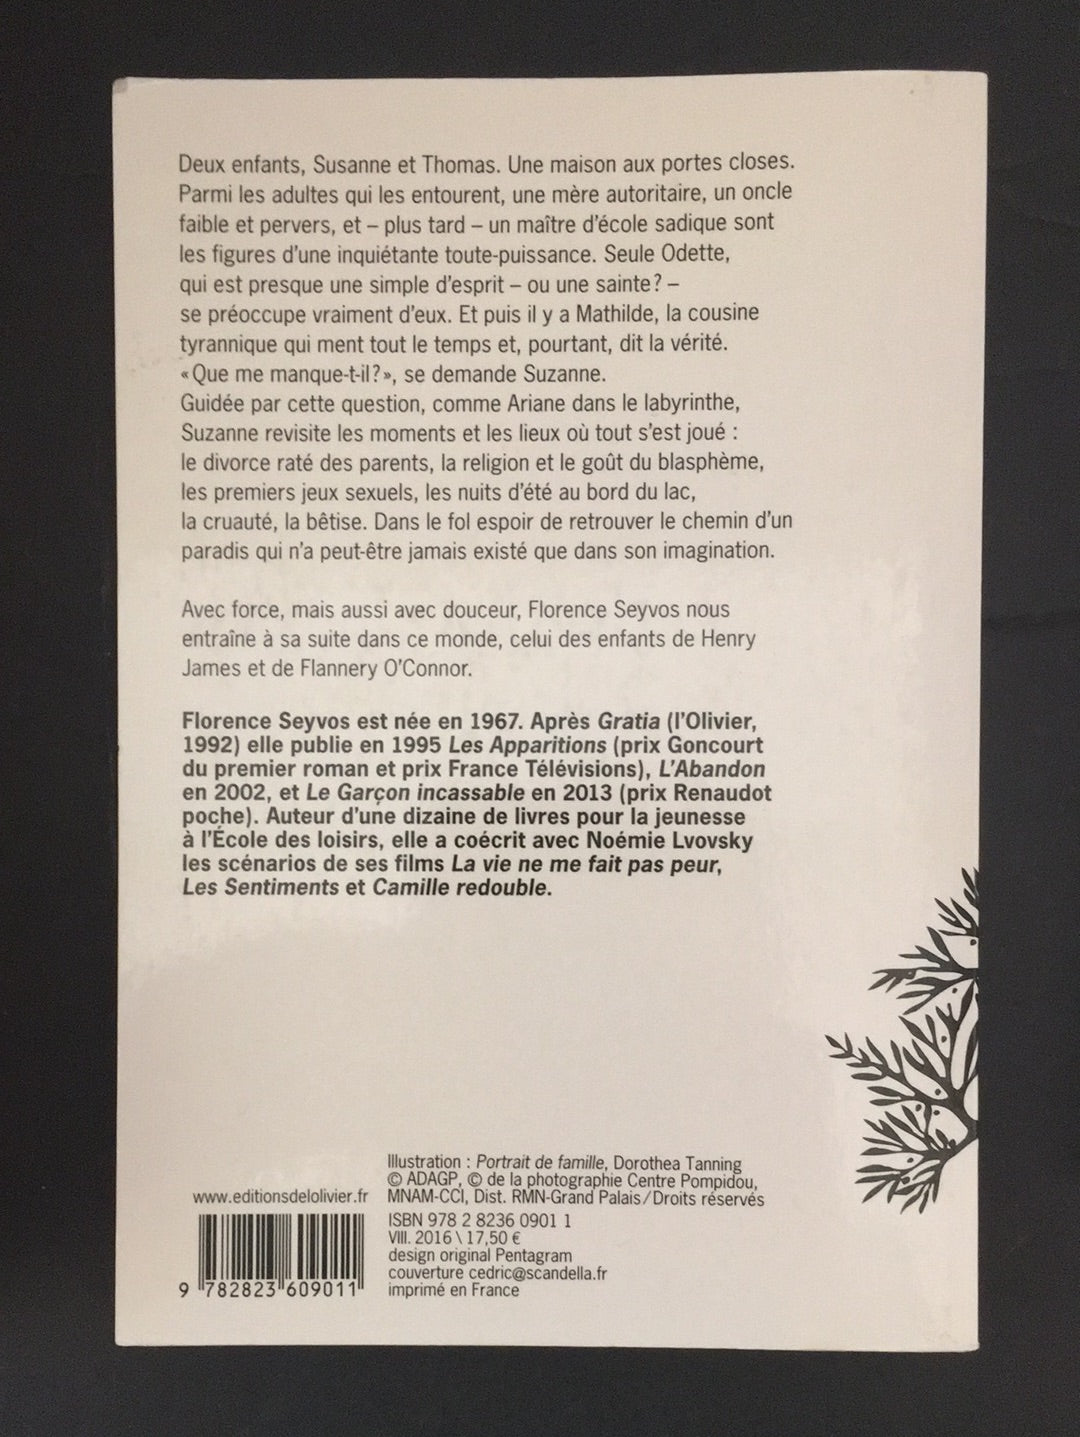 Deux enfants, Susanne et Thomas. Une maison aux portes closes.
Parmi les adultes qui les entourent, une mère autoritaire, un oncle
faible et pervers, et – plus tard – un maître d'école sadique sont
les figures d'une inquiétante toute-puissance. Seule Odette,
qui est presque une simple d'esprit – ou une sainte? –
se préoccupe vraiment d'eux. Et puis il y a Mathilde, la cousine
tyrannique qui ment tout le temps et, pourtant, dit la vérité.
«Que me manque-t-il?», se demande Suzanne.
Guidée par cette question, comme Ariane dans le labyrinthe,
Suzanne revisite les moments et les lieux où tout s'est joué :
le divorce raté des parents, la religion et le goût du blasphème,
les premiers jeux sexuels, les nuits d'été au bord du lac,
la cruauté, la bêtise. Dans le fol espoir de retrouver le chemin d'un
paradis qui n'a peut-être jamais existé que dans son imagination.
Avec force, mais aussi avec douceur, Florence Seyvos nous
entraîne à sa suite dans ce monde, celui des enfants de Henry
James et de Flannery O'Connor.
Florence Seyvos est née en 1967. Après Gratia (l'Olivier,
1992) elle publie en 1995 Les Apparitions (prix Goncourt
du premier roman et prix France Télévisions), L'Abandon
en 2002, et Le Garçon incassable en 2013 (prix Renaudot
poche). Auteur d'une dizaine de livres pour la jeunesse
à l'École des loisirs, elle a coécrit avec Noémie Lvovsky
les scénarios de ses films La vie ne me fait pas peur,
Les Sentiments et Camille redouble.
Illustration : Portrait de famille, Dorothea Tanning
© ADAGP, © de la photographie Centre Pompidou,
MNAM-CCI, Dist. RMN-Grand Palais/Droits réservés
www.editionsdelolivier.fr
ISBN 978 2 8236 0901 1
VIII. 2016 \ 17,50 €
design original Pentagram
couverture cedric@scandella.fr
imprimé en France
9 782823 609011